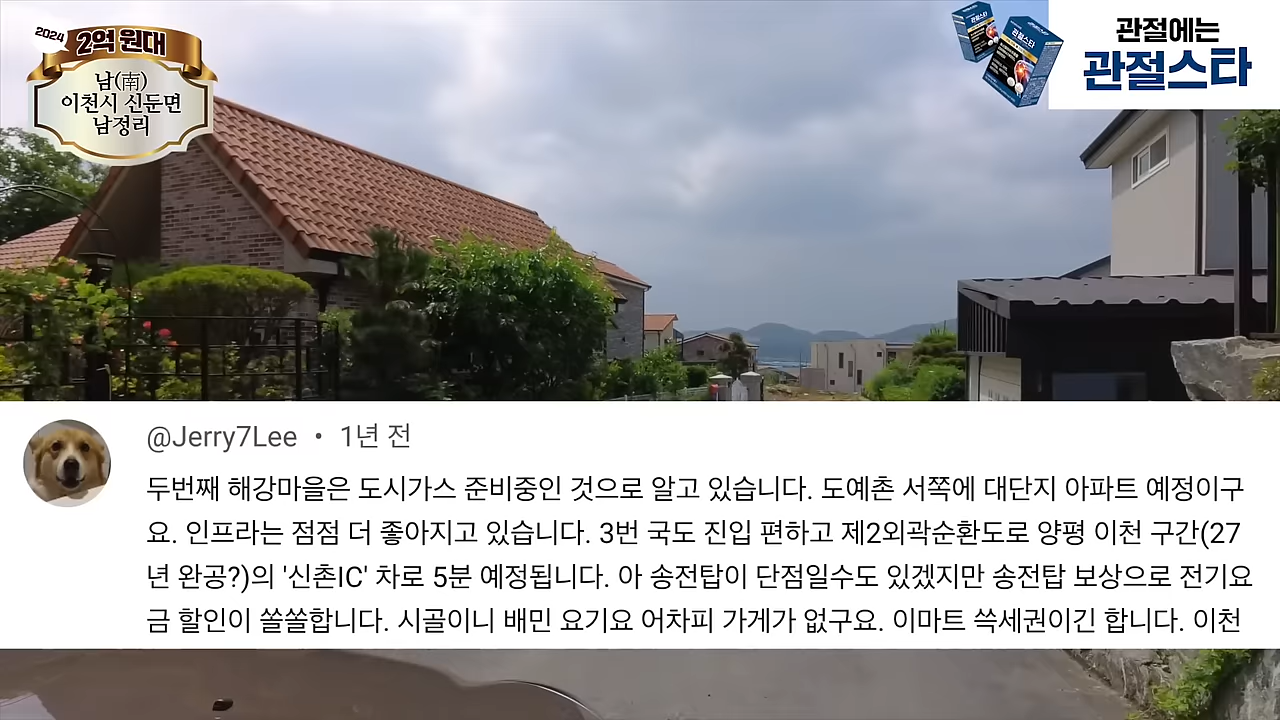 2024
2억 원대
남(南)
이천시 신둔면
남정리
관절스타
관절에는
관절스타
@Jerry7Lee • 1년 전
두번째 해강마을은 도시가스 준비중인 것으로 알고 있습니다. 도예촌 서쪽에 대단지 아파트 예정이구
요. 인프라는 점점 더 좋아지고 있습니다. 3번 국도 진입 편하고 제2외곽순환도로 양평 이천 구간(27
년 완공?)의 '신촌IC' 차로 5분 예정됩니다. 아 송전탑이 단점일수도 있겠지만 송전탑 보상으로 전기요
금 할인이 쏠쏠합니다. 시골이니 배민 요기요 어차피 가게가 없구요. 이마트 쓱세권이긴 합니다. 이천